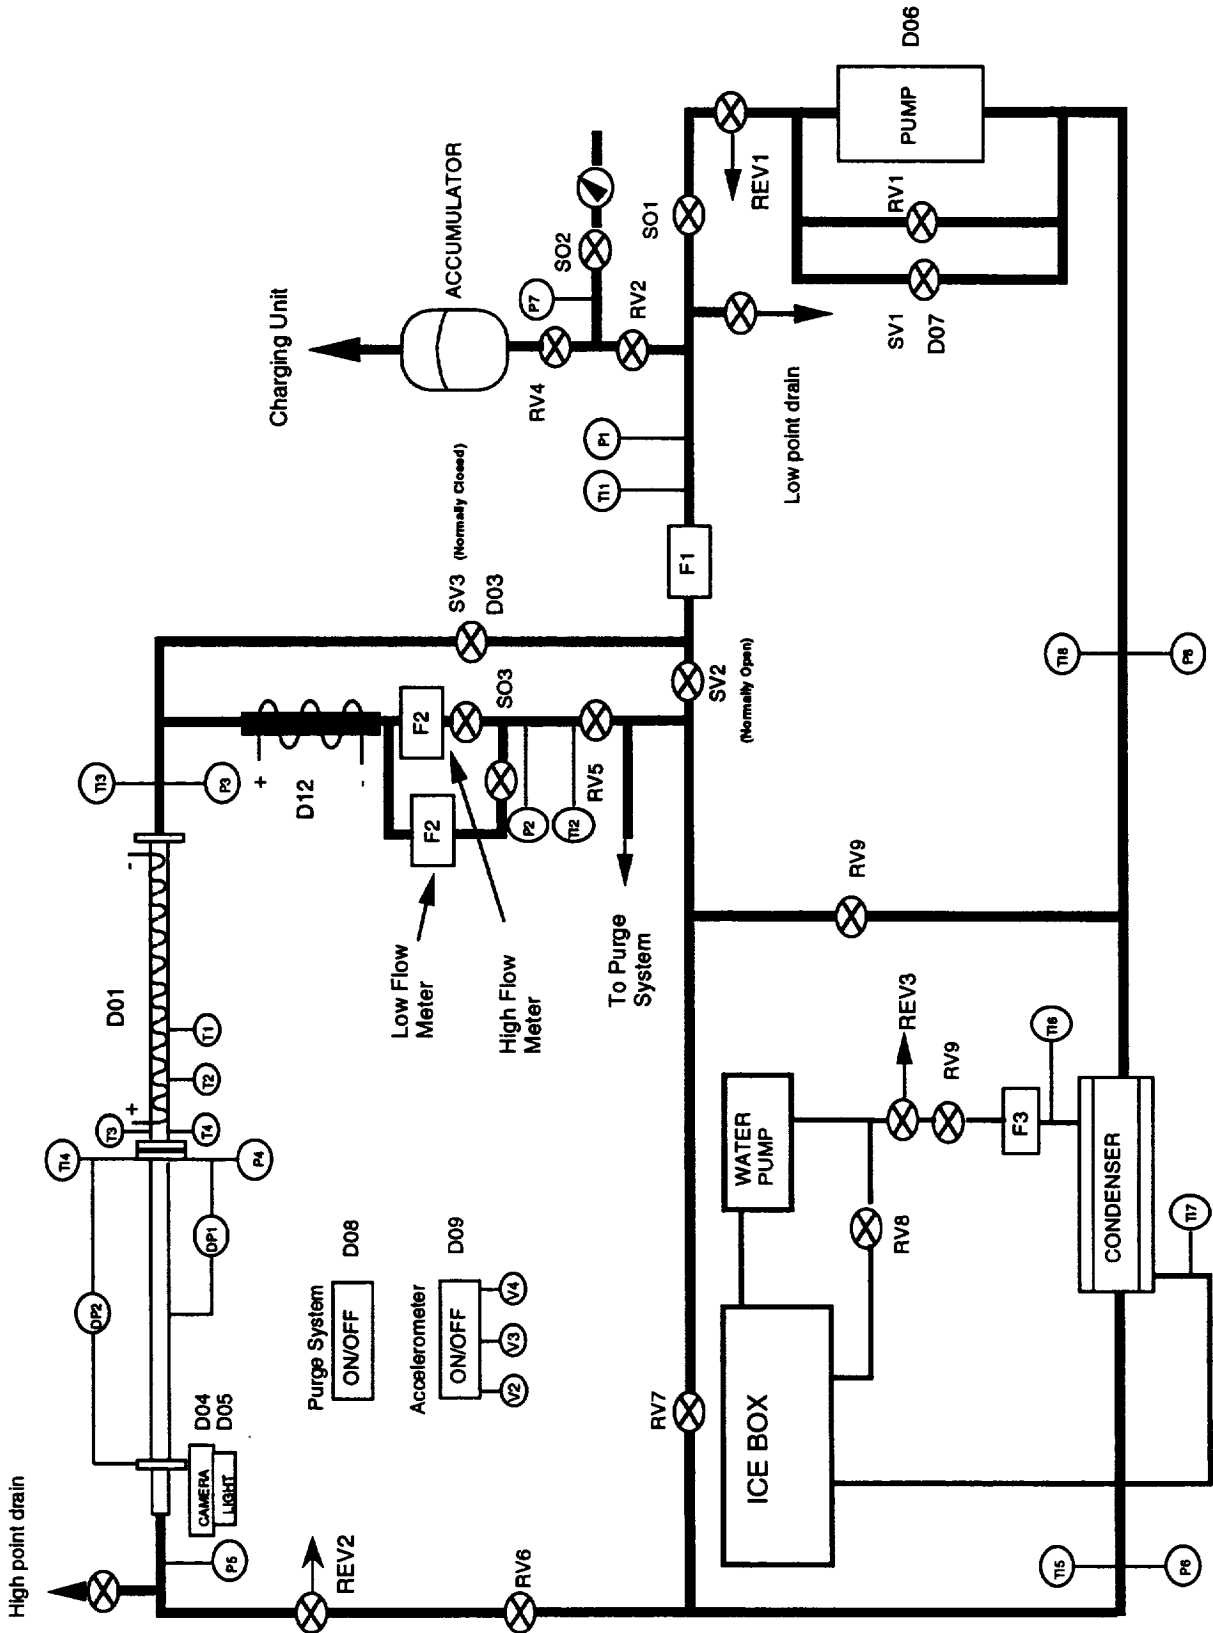 High point drain
P5
CAMERA
LIGHT
D04
D05
DP2
DP1
TI4
P4
T3
T4
T2
T1
+
-
D01
TI3
P3
+
-
D12
F2
F2
SO3
P2
TI2
RV5
Low Flow
Meter
High Flow
Meter
To Purge
System
SV3 (Normally Closed)
D03
SV2
(Normally Open)
F1
TI1
P1
Charging Unit
ACCUMULATOR
RV4
P7
SO2
RV2
SO1
REV1
Low point drain
PUMP
D06
RV1
SV1
D07
TI8
P8
RV9
REV2
RV6
Purge System
ON/OFF
D08
Accelerometer
ON/OFF
D09
V2
V3
V4
RV7
ICE BOX
WATER
PUMP
RV8
REV3
RV9
F3
TI6
CONDENSER
TI7
TI5
P6